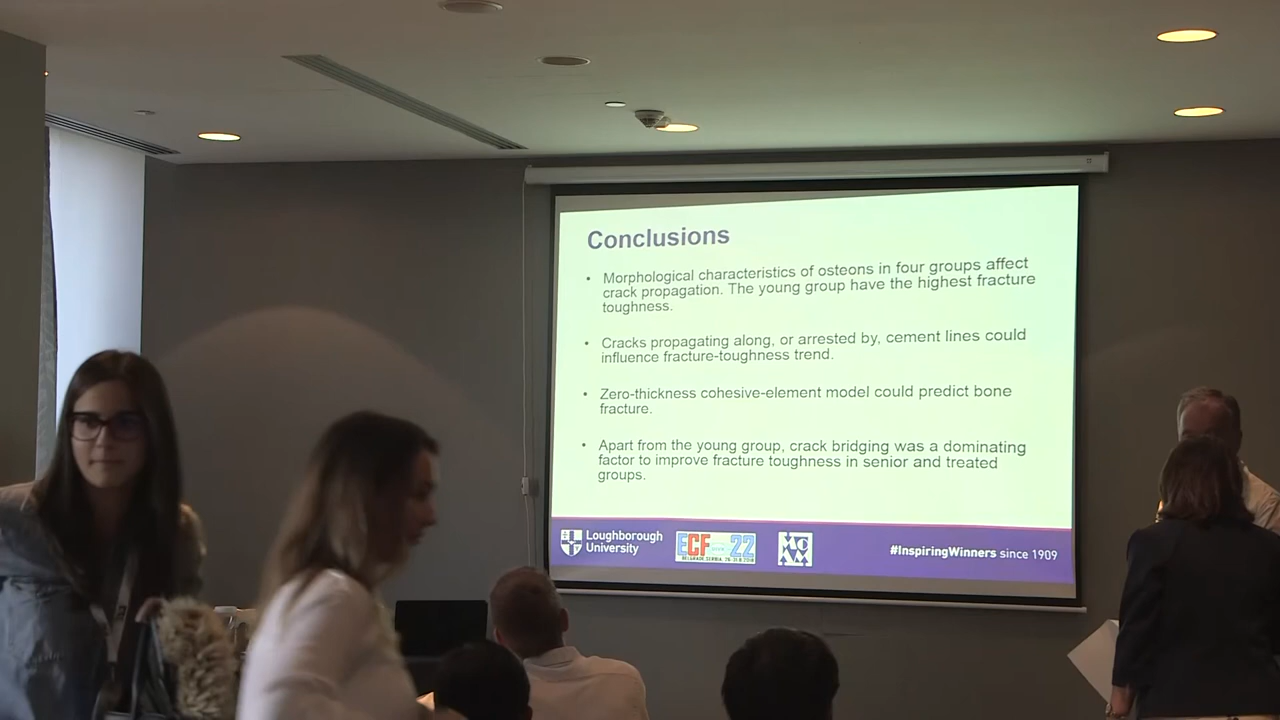 Conclusions
• Morphological characteristics of osteons in four groups affect
crack propagation. The young group have the highest fracture
toughness.
• Cracks propagating along, or arrested by, cement lines could
influence fracture-toughness trend.
• Zero-thickness cohesive-element model could predict bone
fracture.
• Apart from the young group, crack bridging was a dominating
factor to improve fracture toughness in senior and treated
groups.
Loughborough
University
ECF 22
#InspiringWinners since 1909